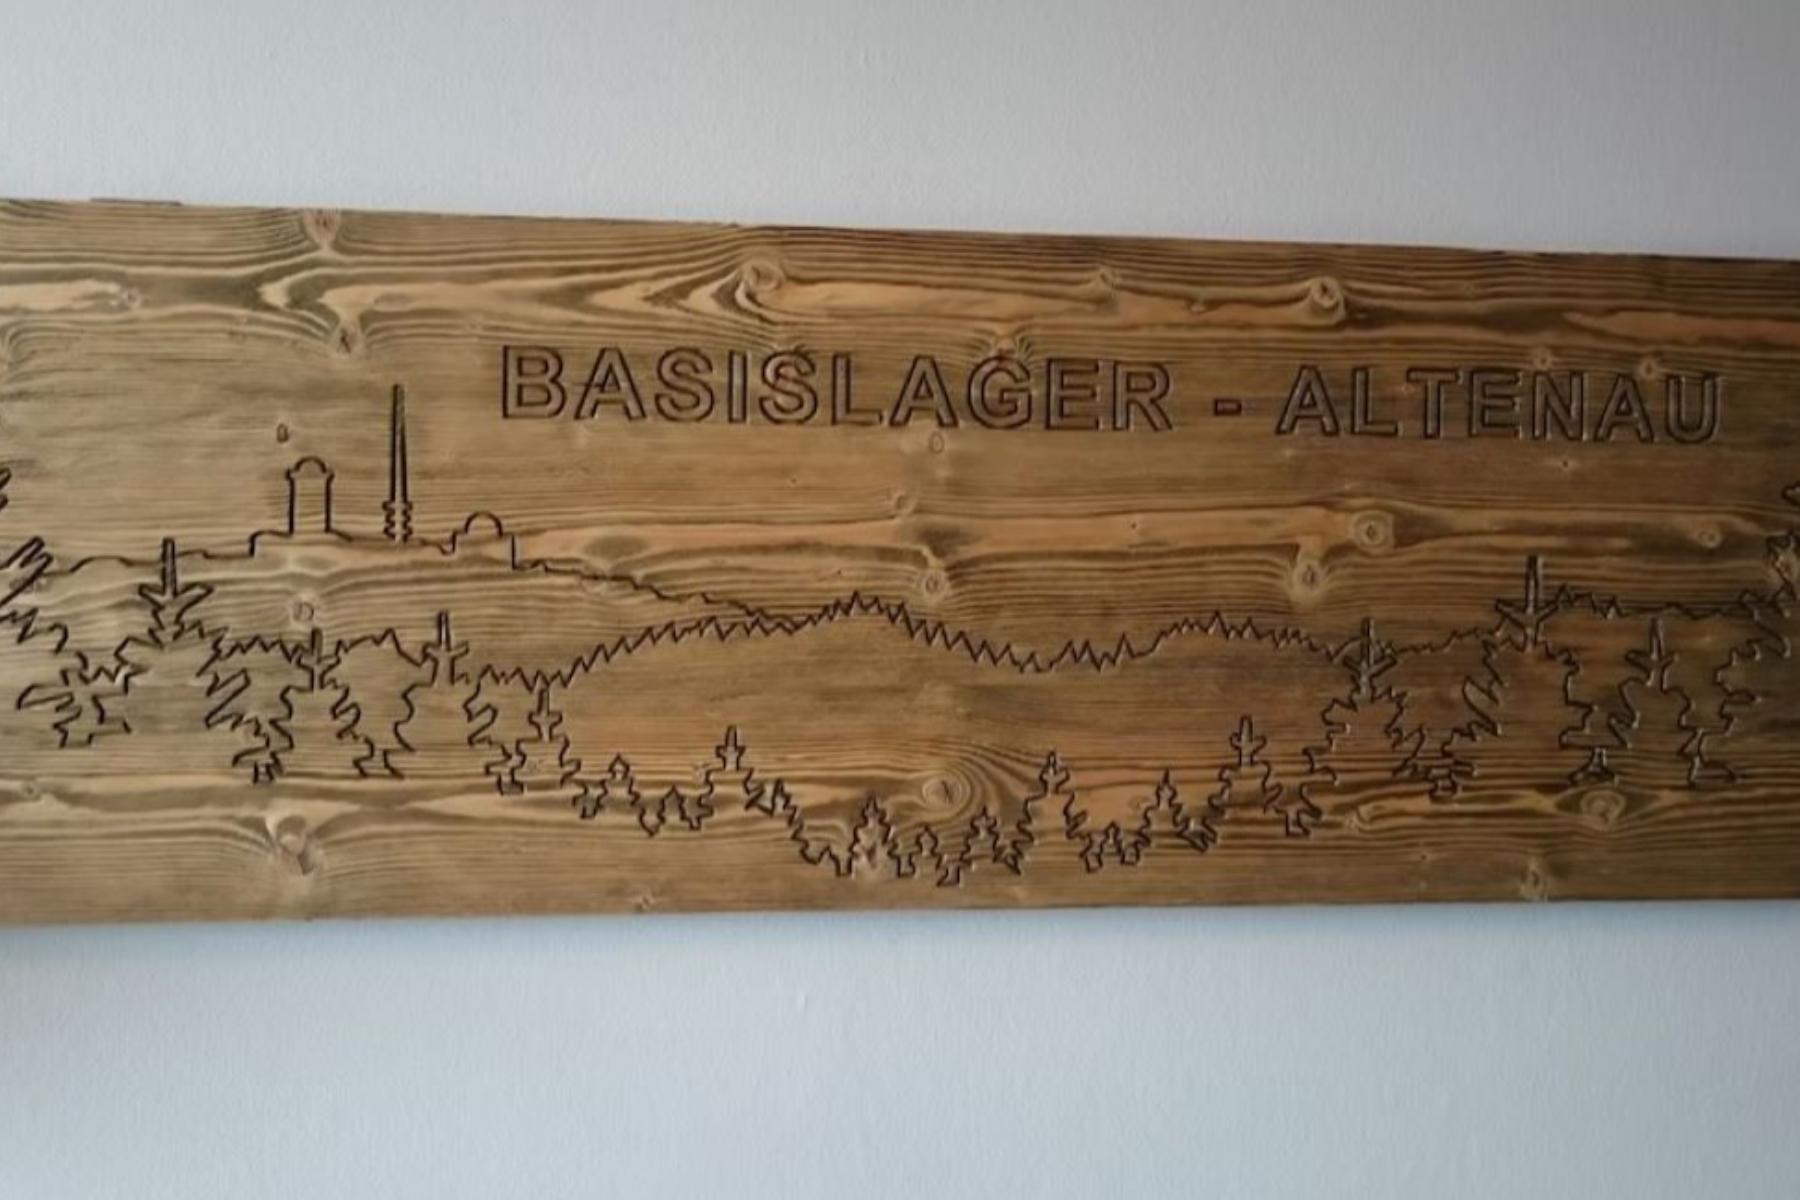 BASISLAGER - ALTENAU